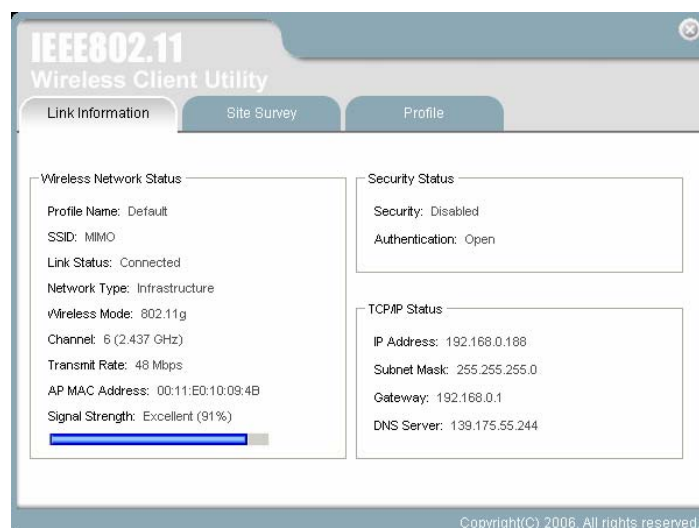 IEEE802.11
Wireless Client Utility
Link Information
Site Survey
Profile
Wireless Network Status
Profile Name: Default
SSID: MIMO
Link Status: Connected
Network Type: Infrastructure
Wireless Mode: 802.11g
Channel: 6 (2.437 GHz)
Transmit Rate: 48 Mbps
AP MAC Address: 00:11:E0:10:09:4B
Signal Strength: Excellent (91%)
Security Status
Security: Disabled
Authentication: Open
TCP/IP Status
IP Address: 192.168.0.188
Subnet Mask: 255.255.255.0
Gateway: 192.168.0.1
DNS Server: 139.175.55.244
Copyright(C) 2006. All rights reserved